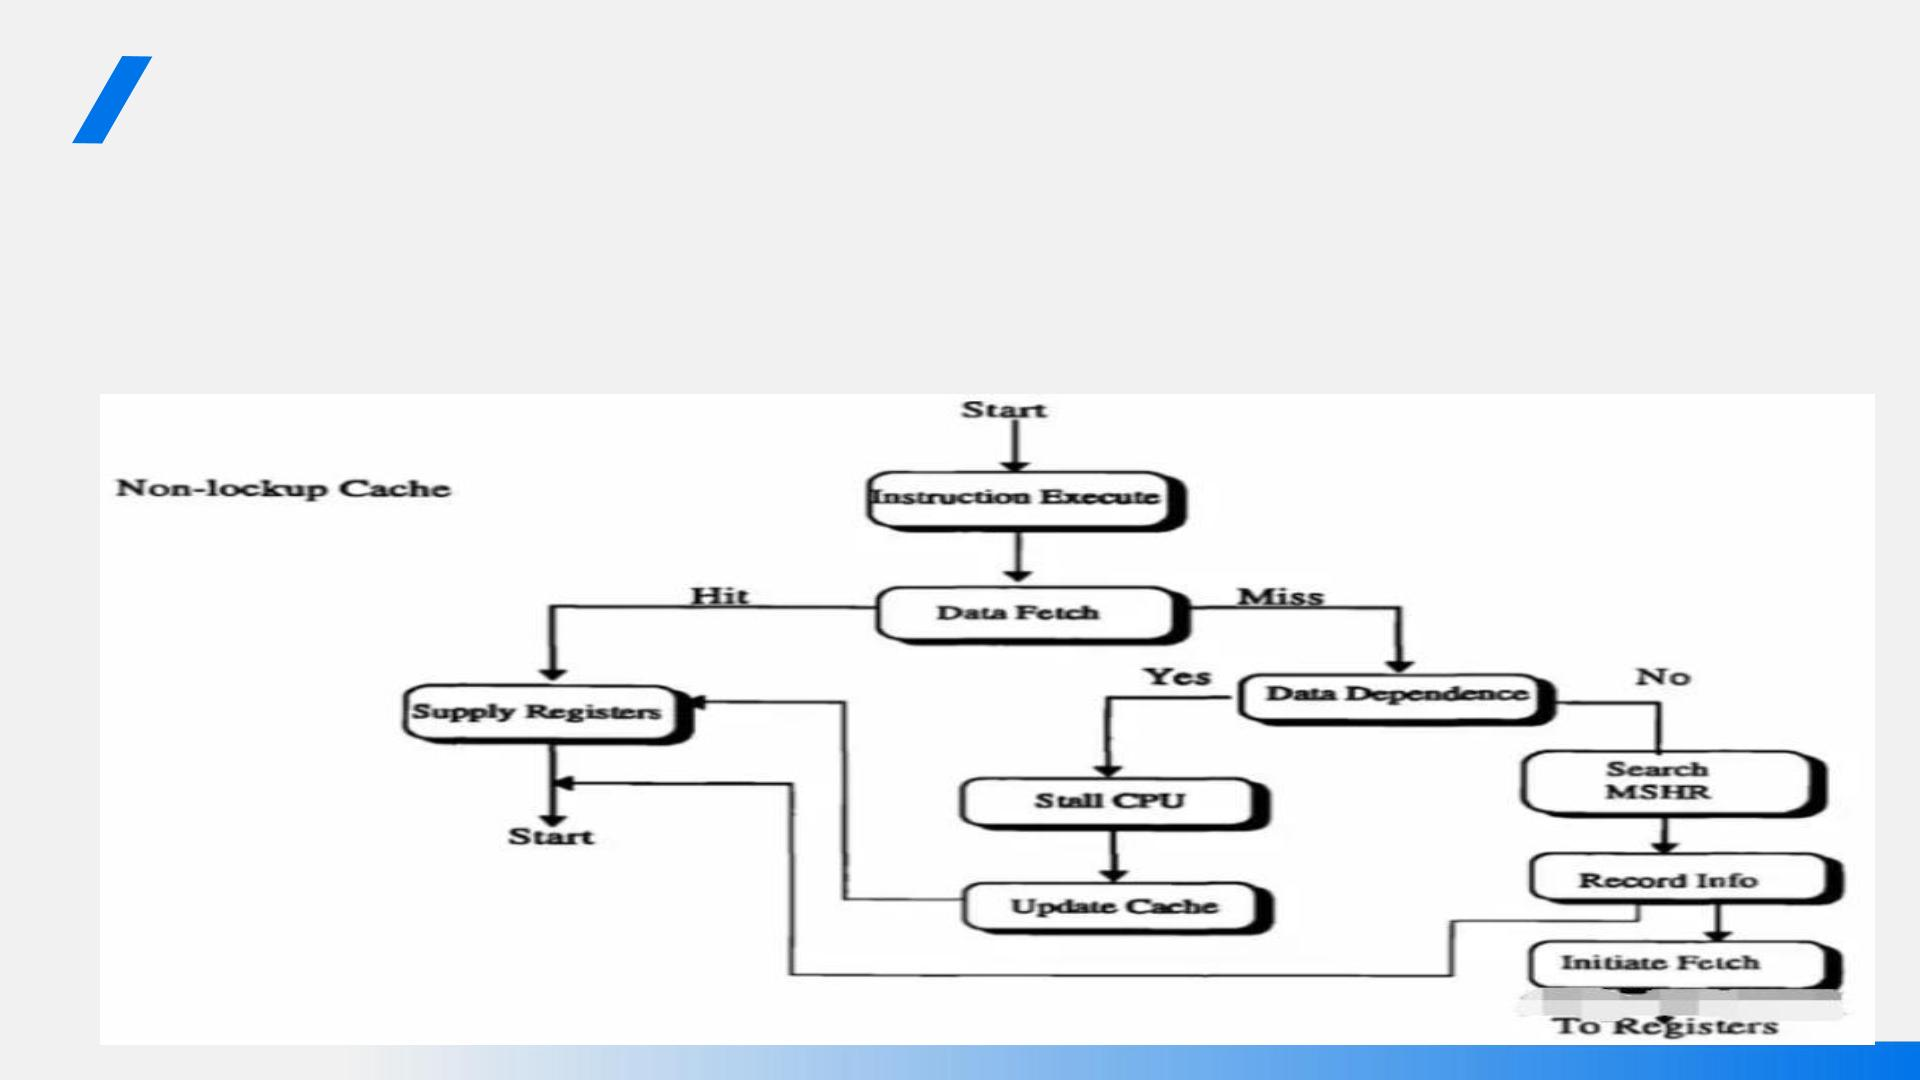 Start
Non-lockup Cache
Instruction Execute
Hit
Data Fetch
Miss
Yes
Data Dependence
No
Supply Registers
Search
MSHR
Stall CPU
Start
Record Info
Update Cache
Initiate Fetch
To Registers